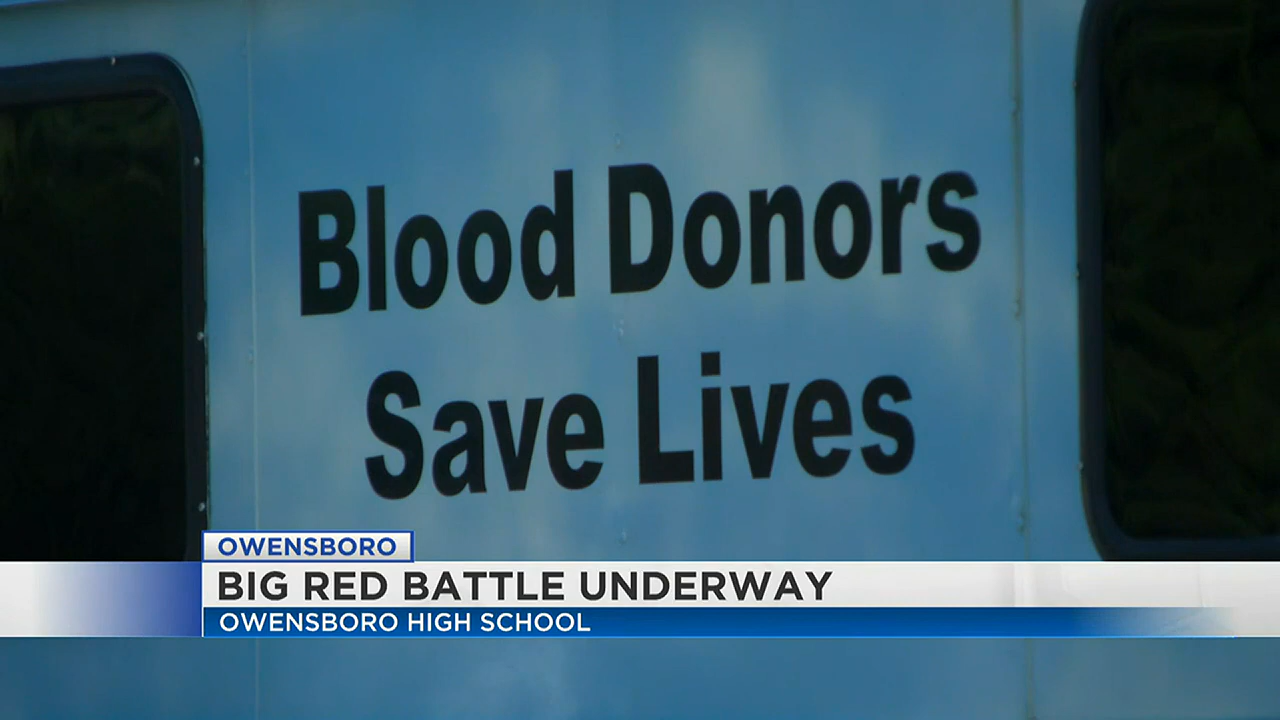 Blood Donors
Save Lives
OWENSBORO
BIG RED BATTLE UNDERWAY
OWENSBORO HIGH SCHOOL